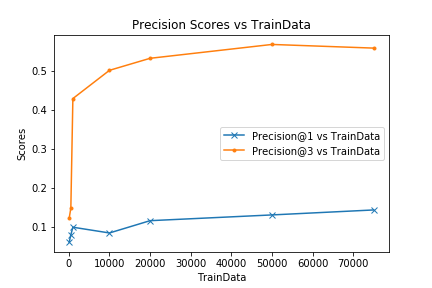 Precision Scores vs TrainData
Scores
0.5
0.4
0.3
0.2
0.1
Precision@1 vs TrainData
Precision@3 vs TrainData
0 10000 20000 30000 40000 50000 60000 70000
TrainData